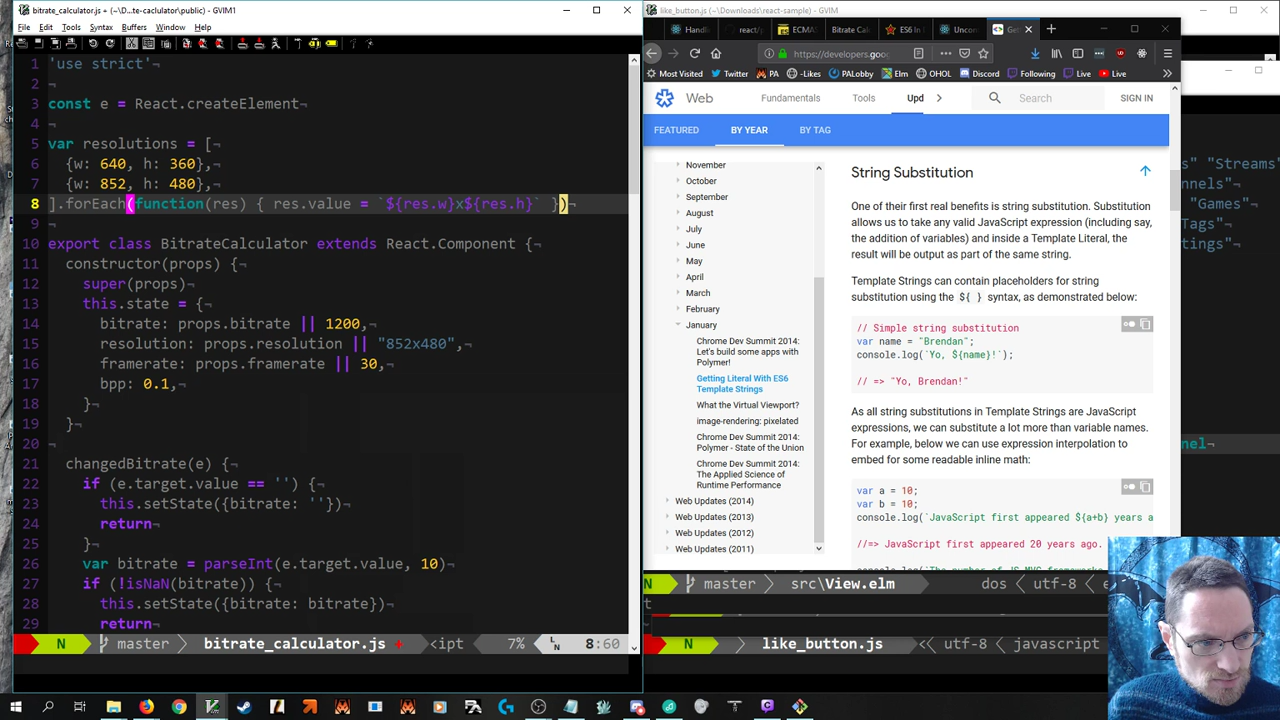 bitrate_calculator.js + (~\D...te-caclulator\public) - GVIM1
File Edit Tools Syntax Buffers Window Help
1 'use strict'¬
2 ¬
3 const e = React.createElement¬
4 ¬
5 var resolutions = [¬
6 {w: 640, h: 360},¬
7 {w: 852, h: 480},¬
8 ].forEach(function(res) { res.value = `${res.w}x${res.h}` })¬
9 ¬
10 export class BitrateCalculator extends React.Component {¬
11 constructor(props) {¬
12 super(props)¬
13 this.state = {¬
14 bitrate: props.bitrate || 1200,¬
15 resolution: props.resolution || "852x480",¬
16 framerate: props.framerate || 30,¬
17 bpp: 0.1,¬
18 }¬
19 }¬
20 ¬
21 changedBitrate(e) {¬
22 if (e.target.value == '') {¬
23 this.setState({bitrate: ''})¬
24 return¬
25 }¬
26 var bitrate = parseInt(e.target.value, 10)¬
27 if (!isNaN(bitrate)) {¬
28 this.setState({bitrate: bitrate})¬
29 return¬
N master bitrate_calculator.js + <ipt 7% 8:60
like_button.js (~\Downloads\react-sample) - GVIM
Handl react/ ECMA Bitrate Calc ES6 In Uncon Ge
https://developers.goo
Most Visited Twitter PA -Likes PALobby Elm OHOL Discord Following Live Live
Web Fundamentals Tools Upd Search SIGN IN
FEATURED BY YEAR BY TAG
November
October
September
August
July
June
May
April
March
February
January
Chrome Dev Summit 2014:
Let's build some apps with
Polymer!
Getting Literal With ES6
Template Strings
What the Virtual Viewport?
image-rendering: pixelated
Chrome Dev Summit 2014:
Polymer - State of the Union
Chrome Dev Summit 2014:
The Applied Science of
Runtime Performance
Web Updates (2014)
Web Updates (2013)
Web Updates (2012)
Web Updates (2011)
String Substitution
One of their first real benefits is string substitution. Substitution
allows us to take any valid JavaScript expression (including say,
the addition of variables) and inside a Template Literal, the
result will be output as part of the same string.
Template Strings can contain placeholders for string
substitution using the ${ } syntax, as demonstrated below:
// Simple string substitution
var name = "Brendan";
console.log(`Yo, ${name}!`);
// => "Yo, Brendan!"
As all string substitutions in Template Strings are JavaScript
expressions, we can substitute a lot more than variable names.
For example, below we can use expression interpolation to
embed for some readable inline math:
var a = 10;
var b = 10;
console.log(`JavaScript first appeared ${a+b} years a
//=> JavaScript first appeared 20 years ago.
s" "Streams"
nnels"¬
"Games"¬
Tags"¬
tings"¬
nel¬
N master src\View.elm dos < utf-8 < e
t
N like_button.js << utf-8 < javascript